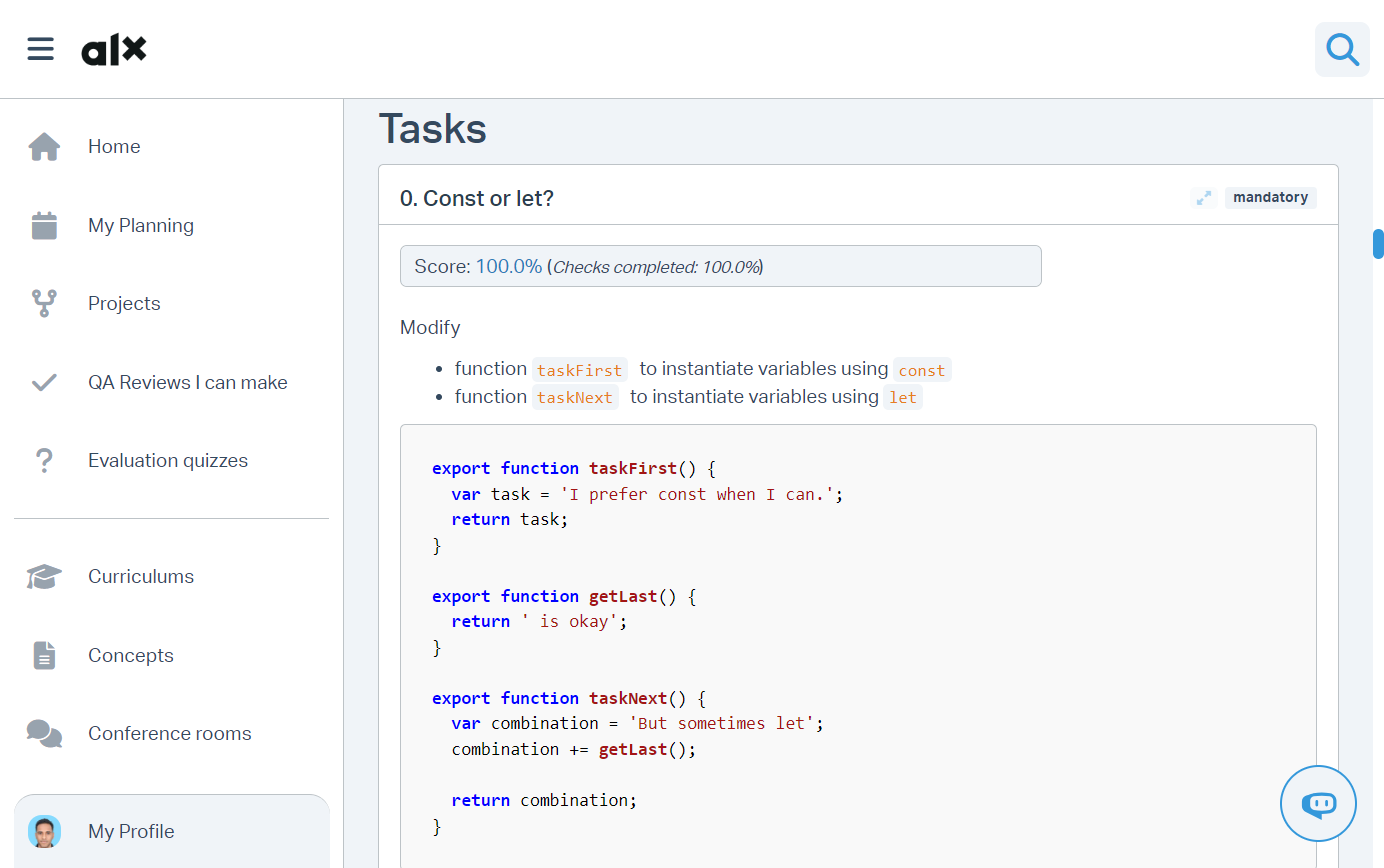 alx
Home
My Planning
Projects
QA Reviews I can make
Evaluation quizzes
Curriculums
Concepts
Conference rooms
My Profile
Tasks
0. Const or let?
mandatory
Score: 100.0% (Checks completed: 100.0%)
Modify
• function taskFirst to instantiate variables using const
• function taskNext to instantiate variables using let
export function taskFirst() {
  var task = 'I prefer const when I can.';
  return task;
}
export function getLast() {
  return ' is okay';
}
export function taskNext() {
  var combination = 'But sometimes let';
  combination += getLast();
  return combination;
}